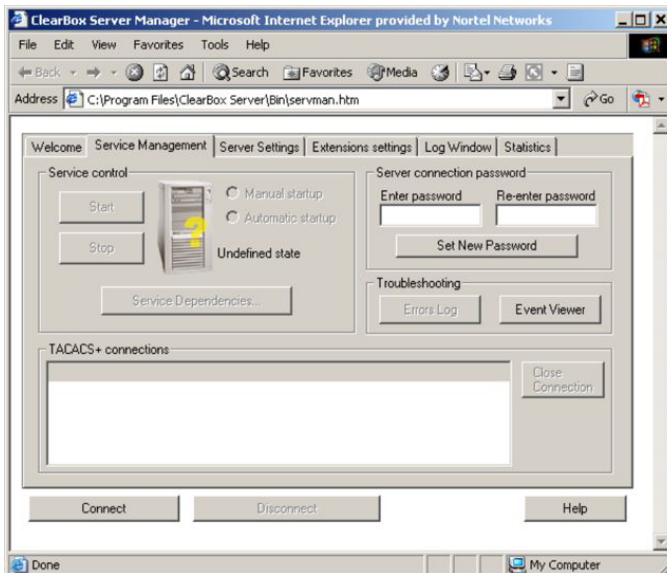 ClearBox Server Manager - Microsoft Internet Explorer provided by Nortel Networks
File Edit View Favorites Tools Help
Back Search Favorites Media
Address C:\Program Files\ClearBox Server\Bin\servman.htm Go
Welcome Service Management Server Settings Extensions settings Log Window Statistics
Service control
Start
Stop
Manual startup
Automatic startup
Undefined state
Service Dependencies...
Server connection password
Enter password Re-enter password
Set New Password
Troubleshooting
Errors Log Event Viewer
TACACS+ connections
Close
Connection
Connect Disconnect Help
Done My Computer